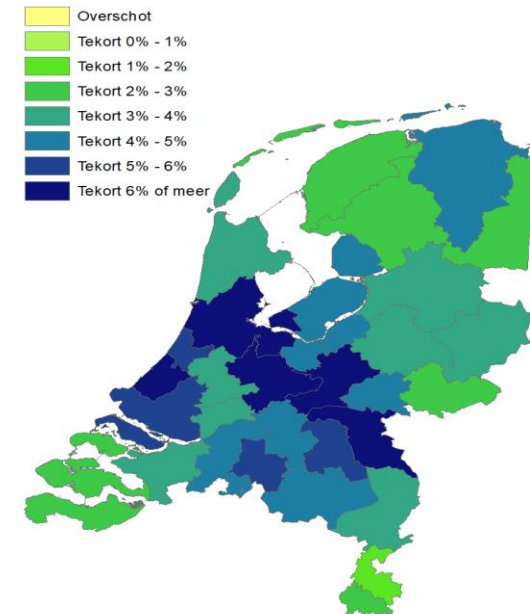 Overschot
Tekort 0% - 1%
Tekort 1% - 2%
Tekort 2% - 3%
Tekort 3% - 4%
Tekort 4% - 5%
Tekort 5% - 6%
Tekort 6% of meer